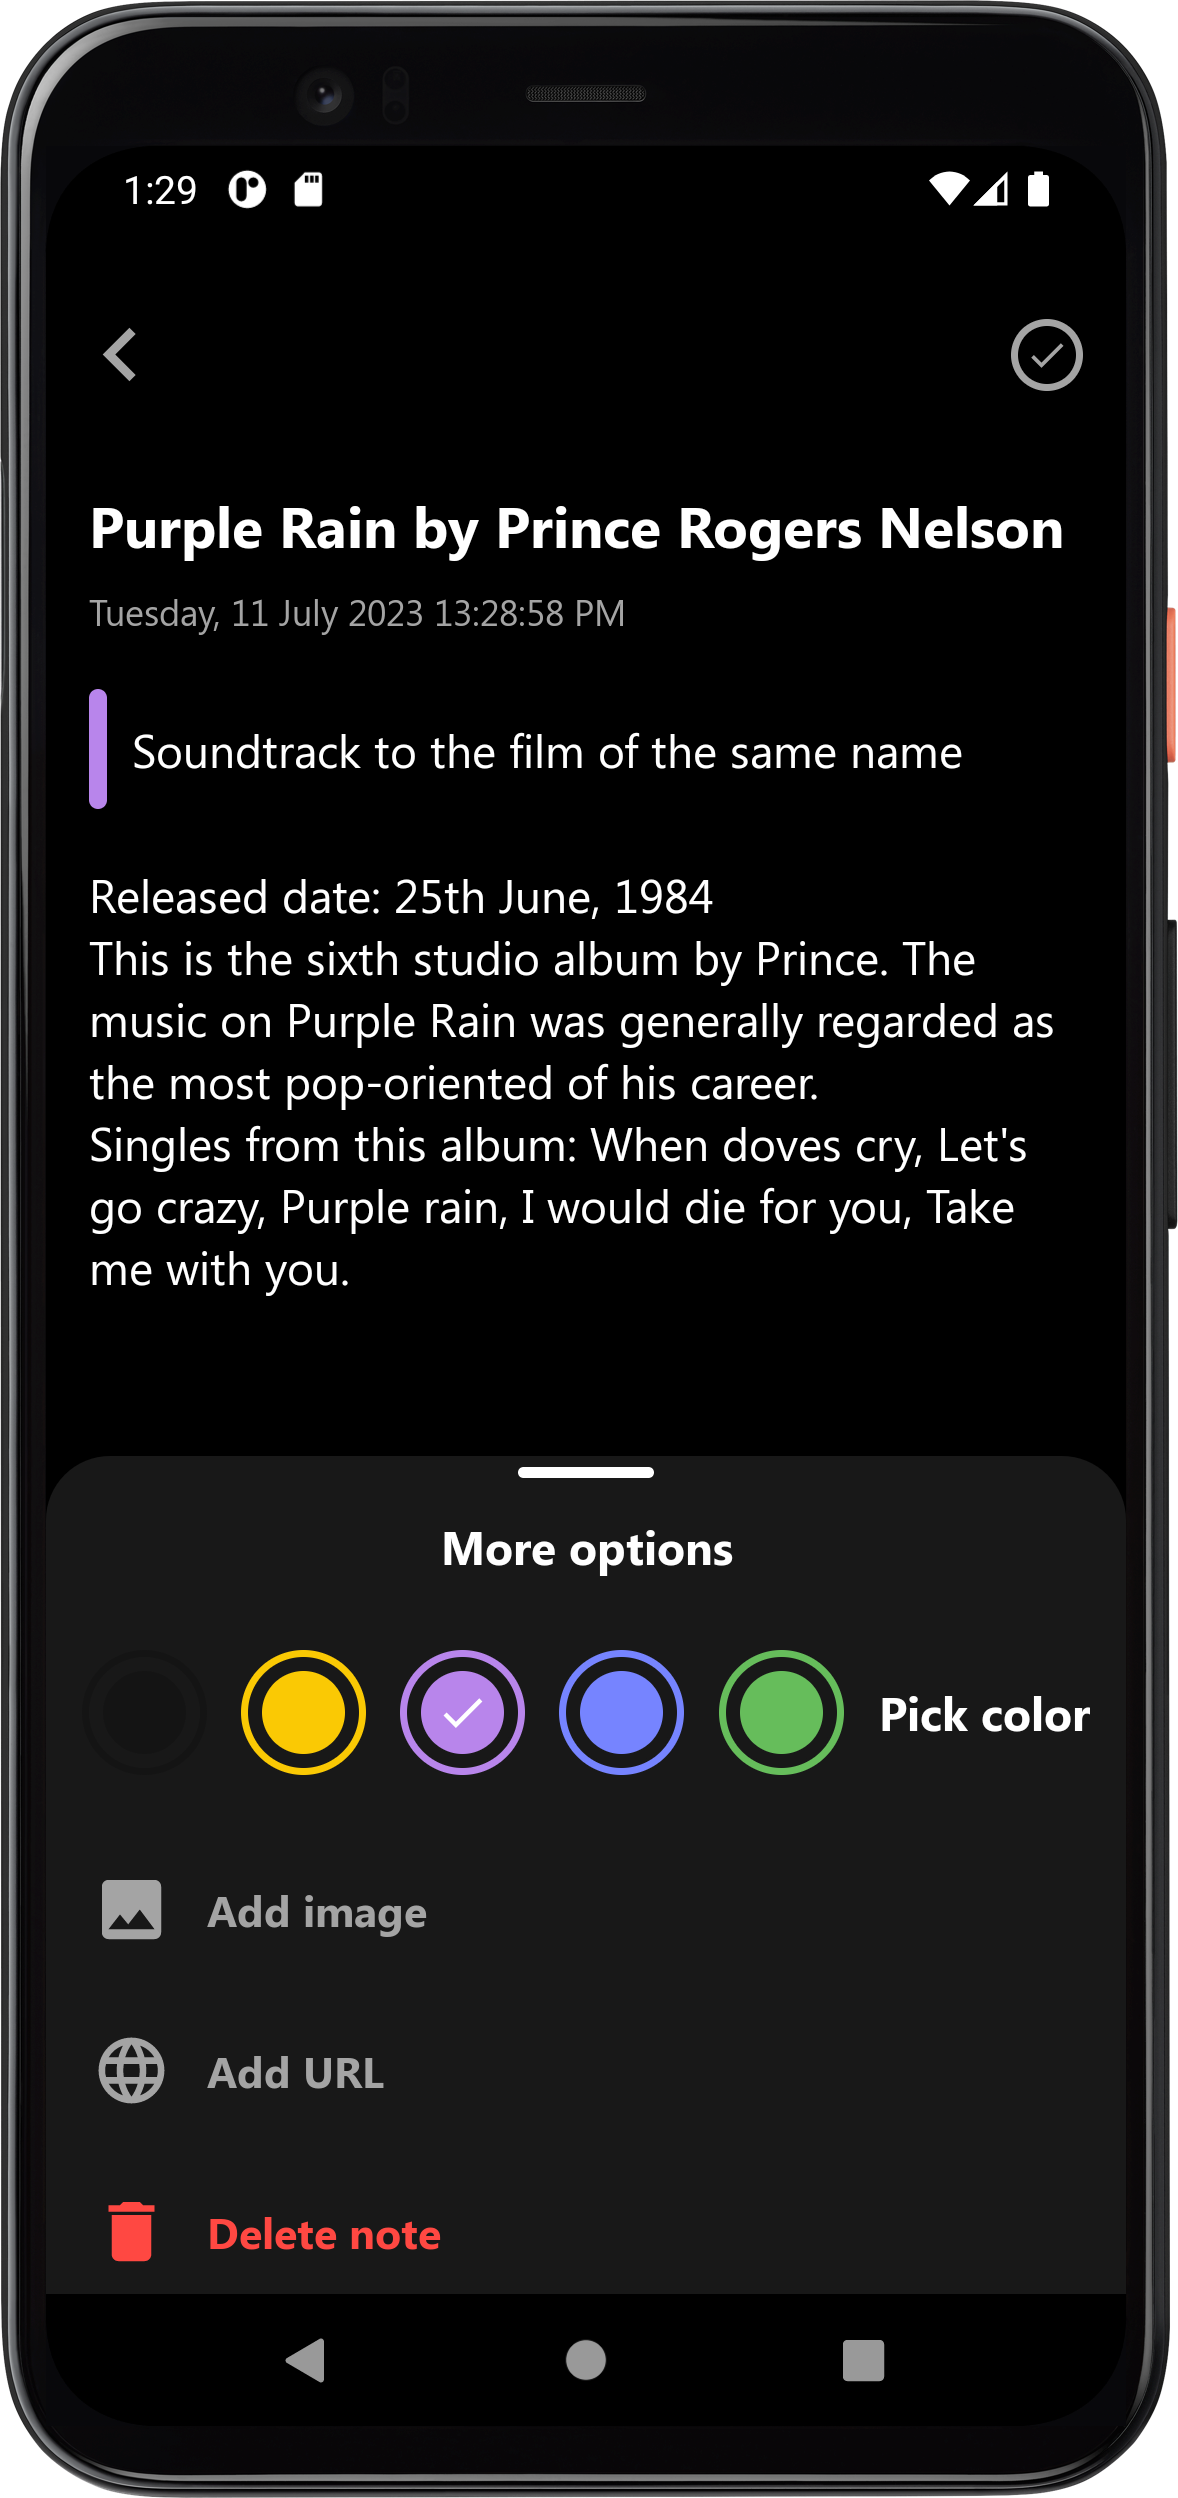 1:29
Purple Rain by Prince Rogers Nelson
Tuesday, 11 July 2023 13:28:58 PM
Soundtrack to the film of the same name
Released date: 25th June, 1984
This is the sixth studio album by Prince. The
music on Purple Rain was generally regarded as
the most pop-oriented of his career.
Singles from this album: When doves cry, Let's
go crazy, Purple rain, I would die for you, Take
me with you.
More options
Pick color
Add image
Add URL
Delete note